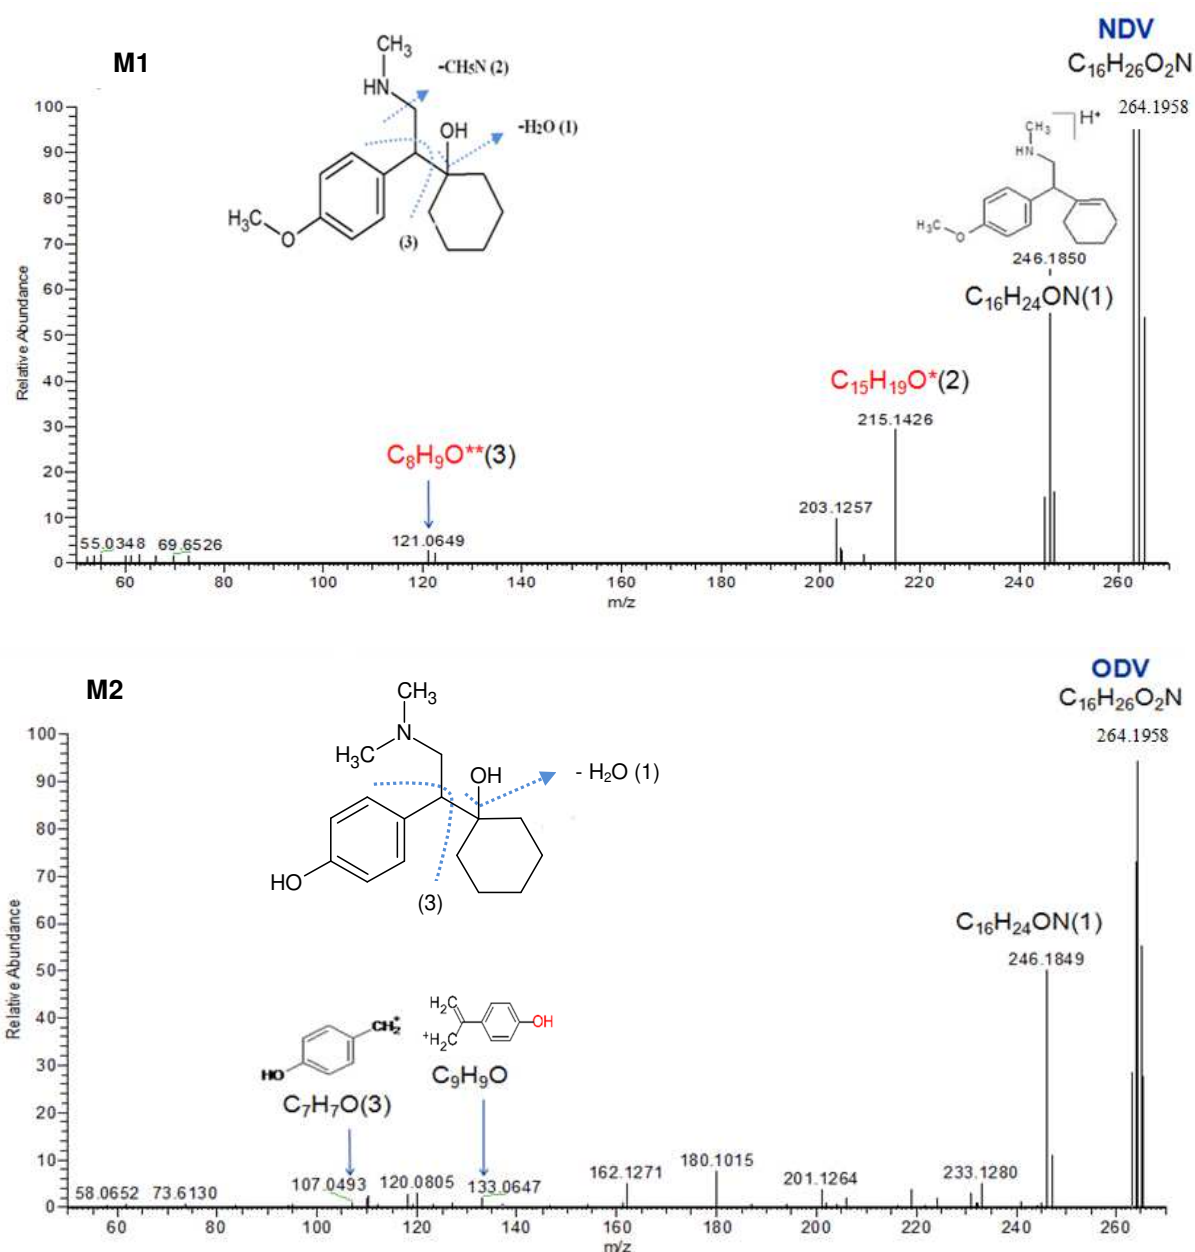 M1
NDV
C₁₆H₂₆O₂N
264.1958
CH₃
HN
-CH₅N (2)
OH
-H₂O (1)
H₃C
O
(3)
H⁺
CH₃
HN
H₃C
O
246.1850
C₁₆H₂₄ON(1)
C₁₅H₁₉O*(2)
215.1426
C₈H₉O**(3)
203.1257
121.0649
55.0348
69.6526
Relative Abundance
100
90
80
70
60
50
40
30
20
10
0
60 80 100 120 140 160 180 200 220 240 260
m/z
M2
ODV
C₁₆H₂₆O₂N
264.1958
CH₃
N
H₃C
OH
- H₂O (1)
HO
(3)
C₁₆H₂₄ON(1)
246.1849
CH₂⁺
HO
C₇H₇O(3)
H₂C
⁺H₂C
OH
C₉H₉O
58.0652
73.6130
107.0493
120.0805
133.0647
162.1271
180.1015
201.1264
233.1280
Relative Abundance
100
90
80
70
60
50
40
30
20
10
0
60 80 100 120 140 160 180 200 220 240 260
m/z